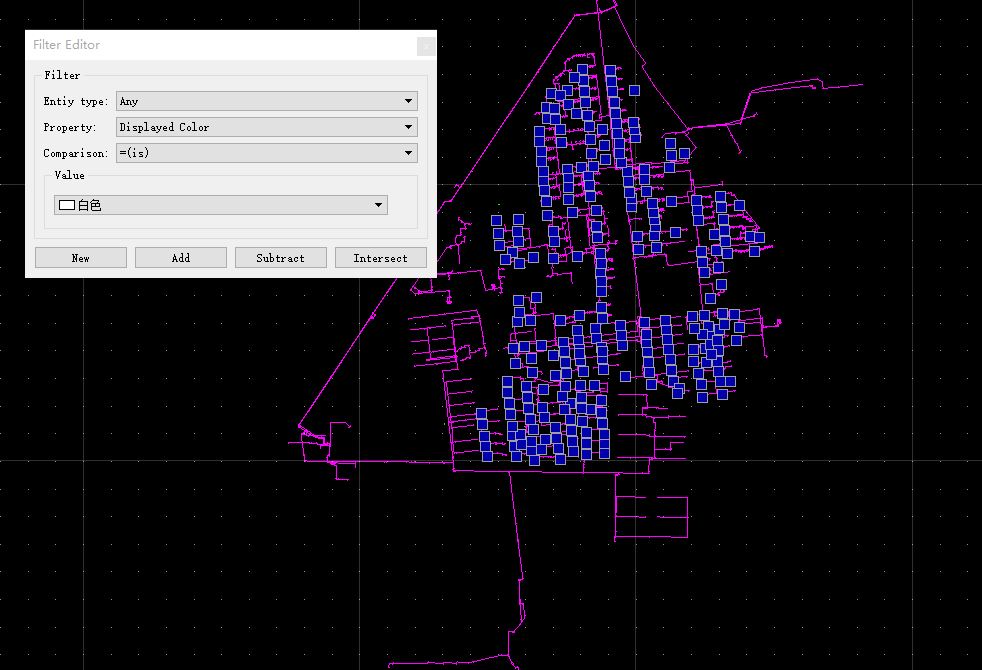 Filter Editor
Filter
Entiy type: Any
Property: Displayed Color
Comparison: =(is)
Value
白色
New Add Subtract Intersect